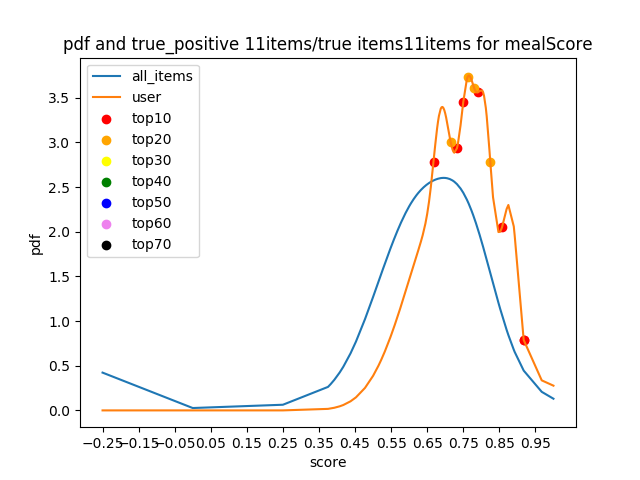 pdf and true_positive 11items/true items11items for mealScore
all_items
user
top10
top20
top30
top40
top50
top60
top70
pdf
3.5
3.0
2.5
2.0
1.5
1.0
0.5
0.0
−0.25 −0.15 −0.05 0.05 0.15 0.25 0.35 0.45 0.55 0.65 0.75 0.85 0.95
score